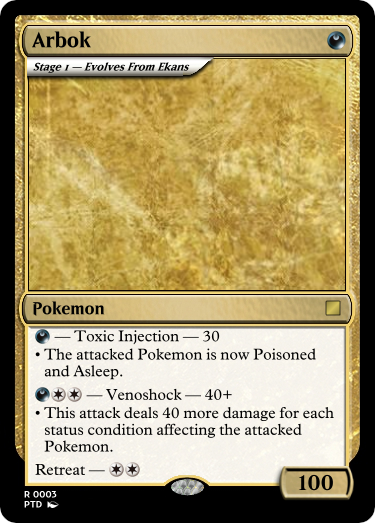 Arbok
Stage 1 — Evolves From Ekans
Pokemon
— Toxic Injection — 30
• The attacked Pokemon is now Poisoned
and Asleep.
— Venoshock — 40+
• This attack deals 40 more damage for each
status condition affecting the attacked
Pokemon.
Retreat —
100
R 0003
PTD